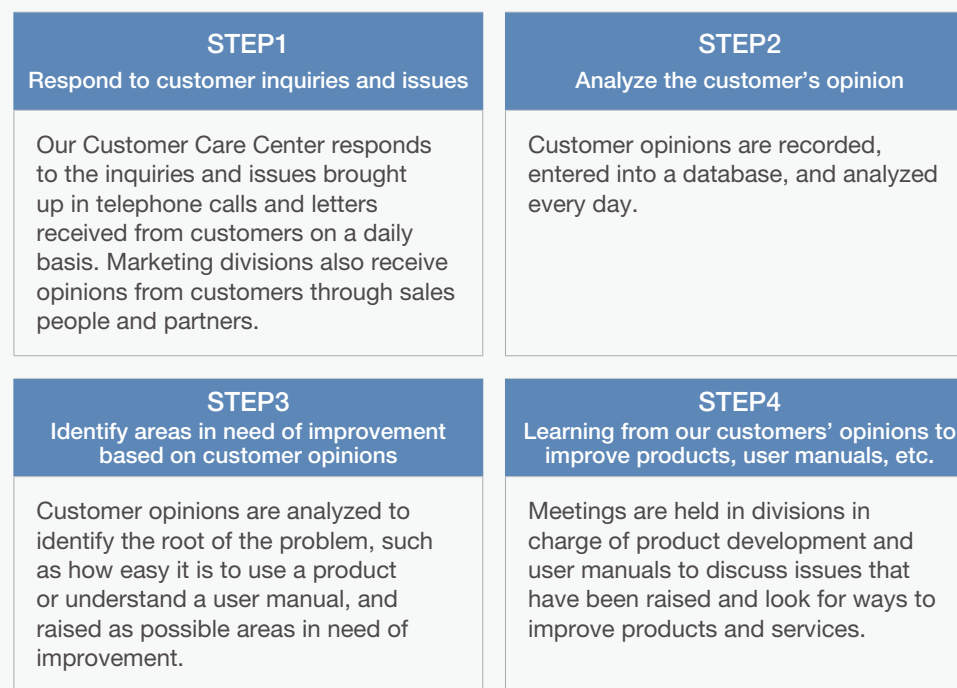 STEP1
Respond to customer inquiries and issues
Our Customer Care Center responds
to the inquiries and issues brought
up in telephone calls and letters
received from customers on a daily
basis. Marketing divisions also receive
opinions from customers through sales
people and partners.
STEP2
Analyze the customer’s opinion
Customer opinions are recorded,
entered into a database, and analyzed
every day.
STEP3
Identify areas in need of improvement
based on customer opinions
Customer opinions are analyzed to
identify the root of the problem, such
as how easy it is to use a product
or understand a user manual, and
raised as possible areas in need of
improvement.
STEP4
Learning from our customers’ opinions to
improve products, user manuals, etc.
Meetings are held in divisions in
charge of product development and
user manuals to discuss issues that
have been raised and look for ways to
improve products and services.